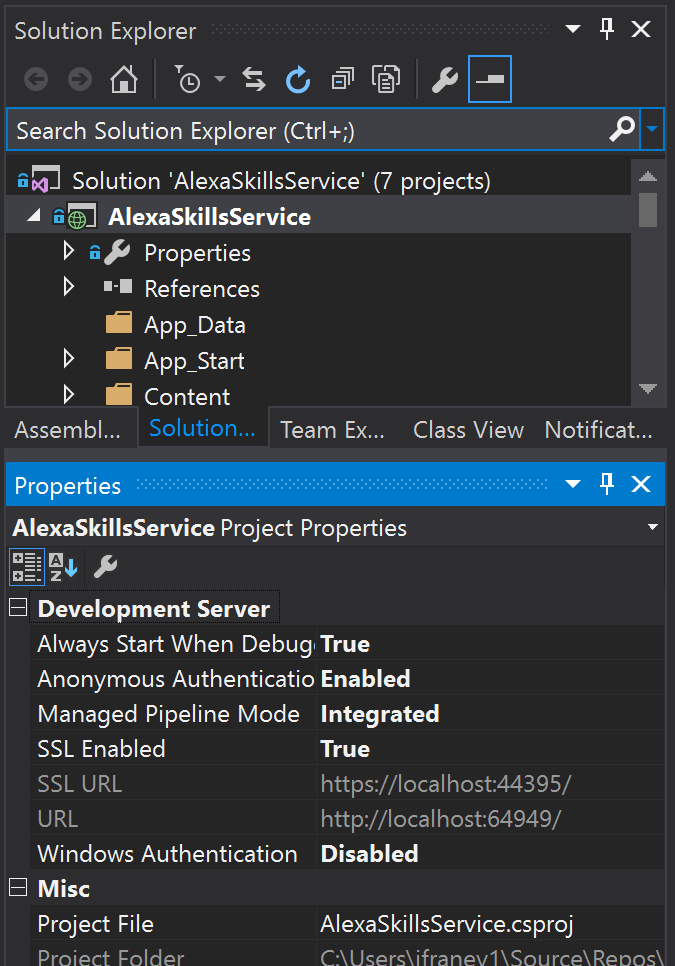 Solution Explorer
Search Solution Explorer (Ctrl+;)
Solution 'AlexaSkillsService' (7 projects)
AlexaSkillsService
Properties
References
App_Data
App_Start
Content
Assembl... Solution... Team Ex... Class View Notificat...
Properties
AlexaSkillsService Project Properties
Development Server
Always Start When Debug True
Anonymous Authenticatio Enabled
Managed Pipeline Mode Integrated
SSL Enabled True
SSL URL https://localhost:44395/
URL http://localhost:64949/
Windows Authentication Disabled
Misc
Project File AlexaSkillsService.csproj
Project Folder C:\Users\ifraney1\Source\Repos\